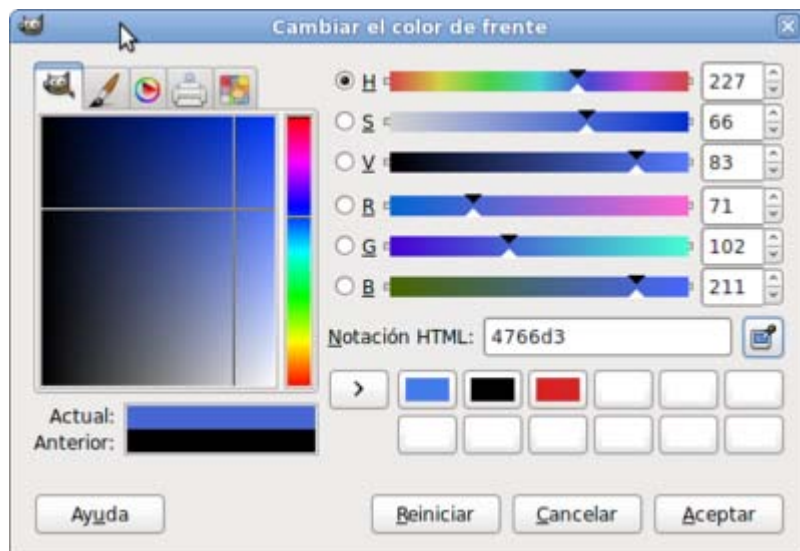 Cambiar el color de frente
H 227
S 66
V 83
R 71
G 102
B 211
Notación HTML: 4766d3
>
Actual:
Anterior:
Ayuda Reiniciar Cancelar Aceptar